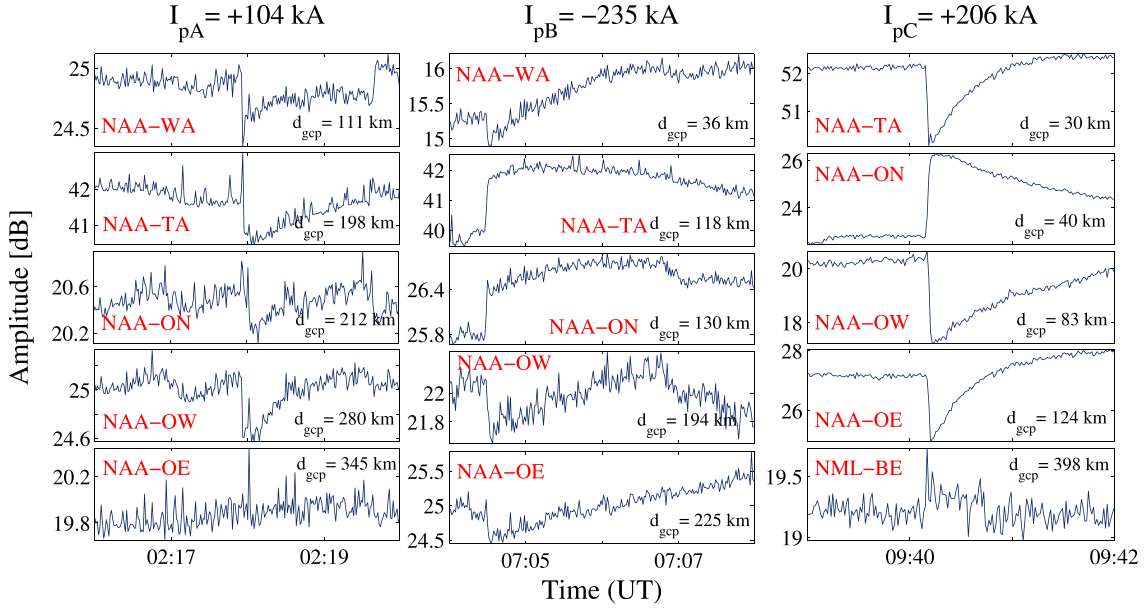 I_pA = +104 kA
I_pB = −235 kA
I_pC = +206 kA
Amplitude [dB]
25
24.5
NAA−WA
d_gcp = 111 km
42
41
NAA−TA
d_gcp = 198 km
20.6
20.2
NAA−ON
d_gcp = 212 km
25
24.6
NAA−OW
d_gcp = 280 km
20.2
19.8
NAA−OE
d_gcp = 345 km
02:17
02:19
16
15.5
15
NAA−WA
d_gcp = 36 km
42
41
40
NAA−TA
d_gcp = 118 km
26.4
25.8
NAA−ON
d_gcp = 130 km
22
21.8
NAA−OW
d_gcp = 194 km
25.5
25
24.5
NAA−OE
d_gcp = 225 km
07:05
07:07
52
51
NAA−TA
d_gcp = 30 km
26
24
NAA−ON
d_gcp = 40 km
20
18
NAA−OW
d_gcp = 83 km
28
26
NAA−OE
d_gcp = 124 km
19.5
19
NML−BE
d_gcp = 398 km
09:40
09:42
Time (UT)